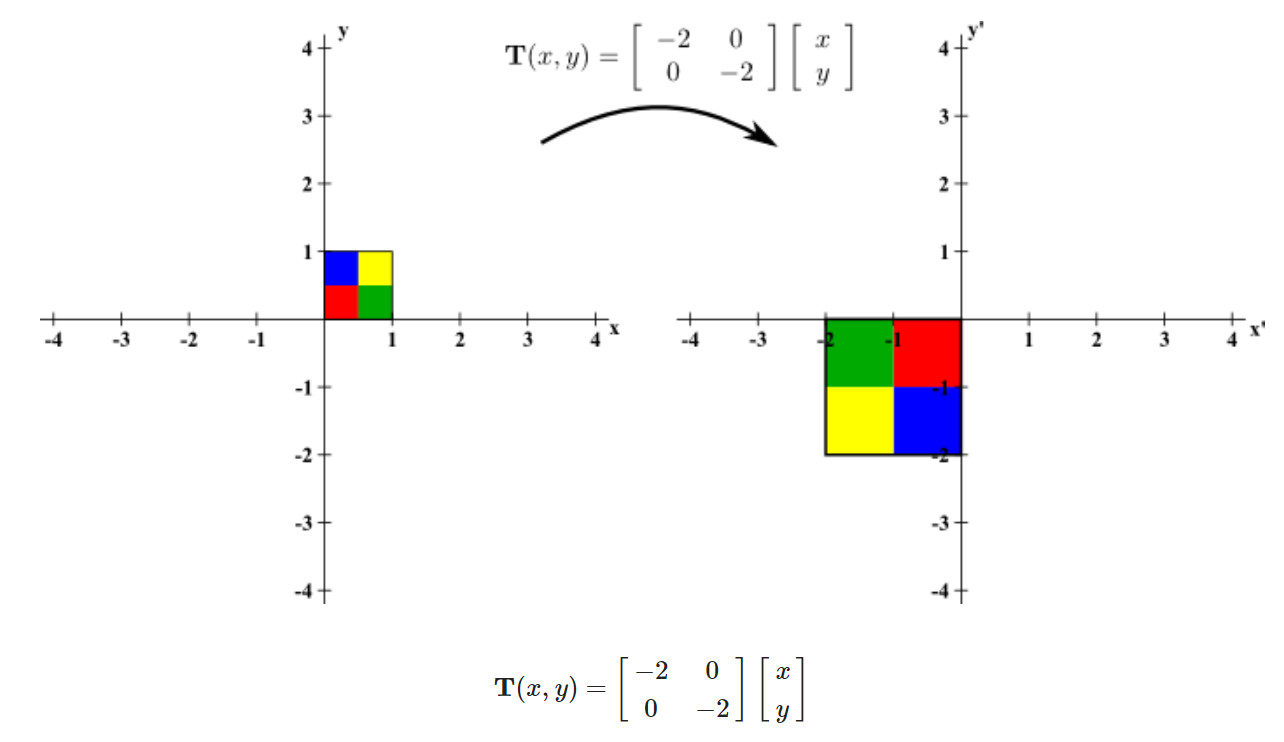 y
y'
T(x, y) = [ −2 0 ; 0 −2 ] [ x ; y ]
4
3
2
1
-4 -3 -2 -1 1 2 3 4 x
-1
-2
-3
-4
4
3
2
1
-4 -3 -2 -1 1 2 3 4 x'
-1
-2
-3
-4
T(x, y) = [ −2 0 ; 0 −2 ] [ x ; y ]